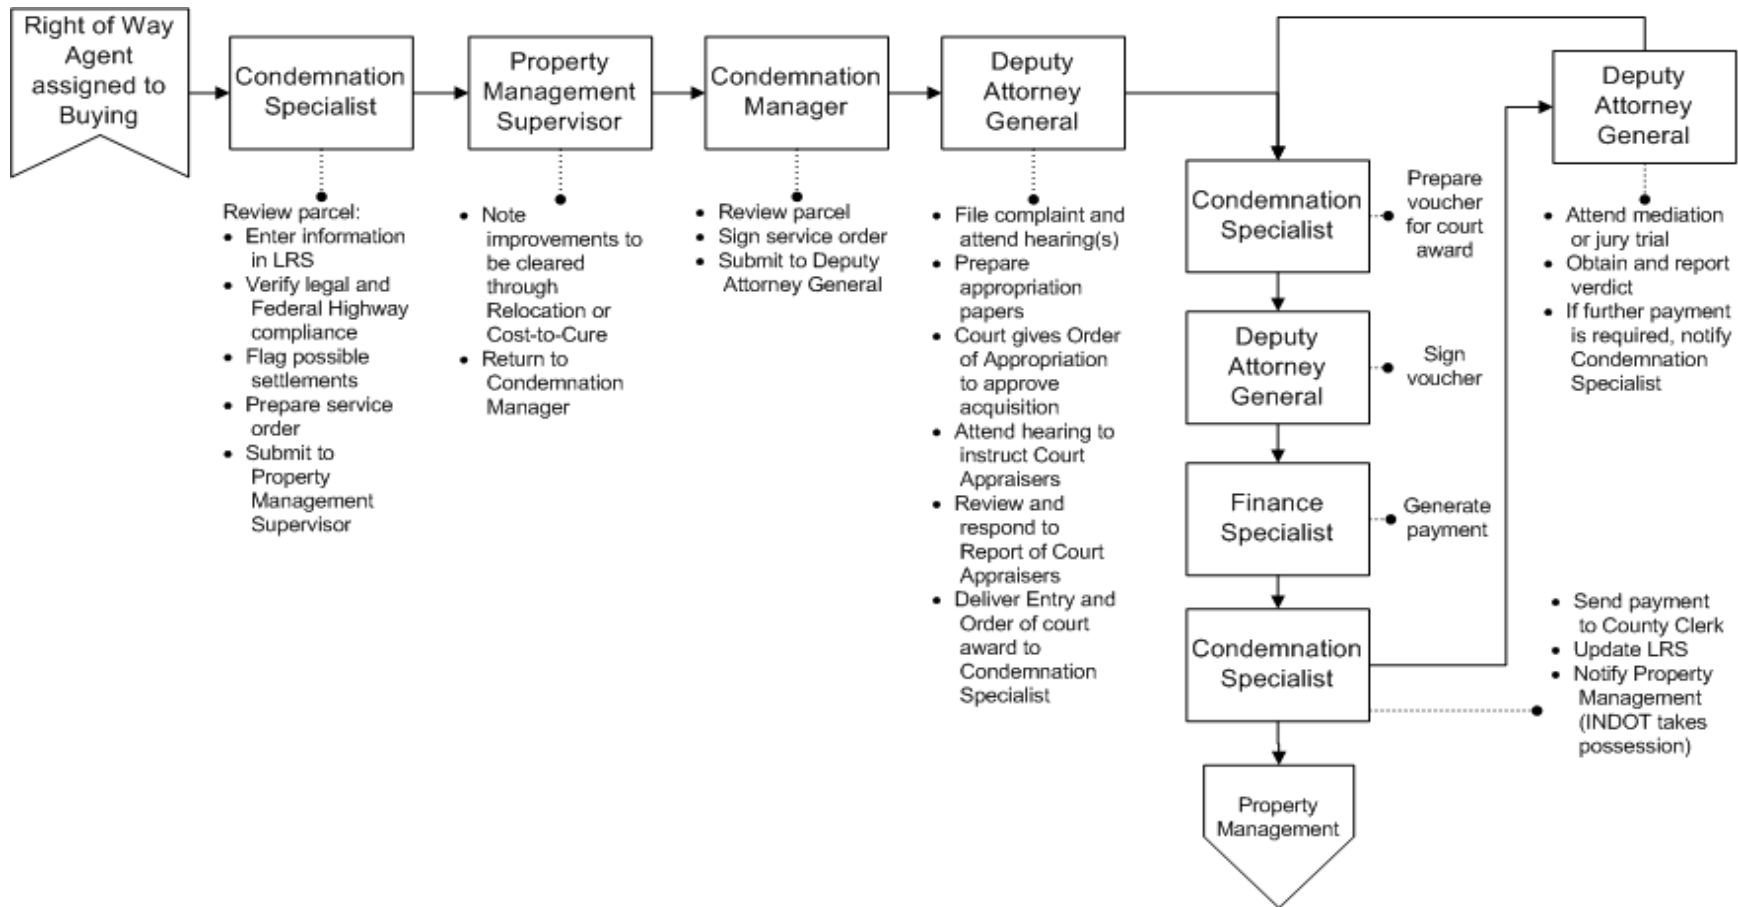 Right of Way
Agent
assigned to
Buying
Condemnation
Specialist
Property
Management
Supervisor
Condemnation
Manager
Deputy
Attorney
General
Deputy
Attorney
General
Review parcel:
• Enter information
in LRS
• Verify legal and
Federal Highway
compliance
• Flag possible
settlements
• Prepare service
order
• Submit to
Property
Management
Supervisor
• Note
improvements to
be cleared
through
Relocation or
Cost-to-Cure
• Return to
Condemnation
Manager
• Review parcel
• Sign service order
• Submit to Deputy
Attorney General
• File complaint and
attend hearing(s)
• Prepare
appropriation
papers
• Court gives Order
of Appropriation
to approve
acquisition
• Attend hearing to
instruct Court
Appraisers
• Review and
respond to
Report of Court
Appraisers
• Deliver Entry and
Order of court
award to
Condemnation
Specialist
Condemnation
Specialist
Prepare
voucher
for court
award
Deputy
Attorney
General
Sign
voucher
Finance
Specialist
Generate
payment
Condemnation
Specialist
Property
Management
• Attend mediation
or jury trial
• Obtain and report
verdict
• If further payment
is required, notify
Condemnation
Specialist
• Send payment
to County Clerk
• Update LRS
• Notify Property
Management
(INDOT takes
possession)